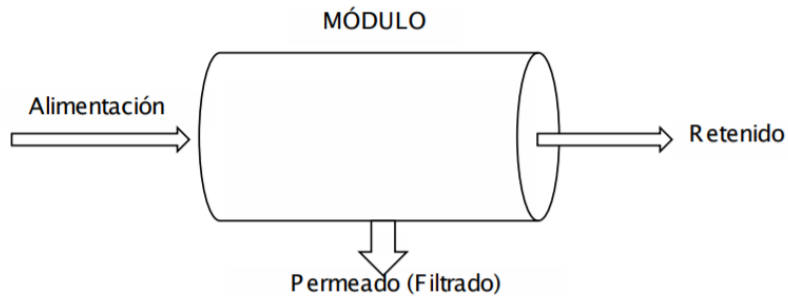 MÓDULO
Alimentación
Retenido
Permeado (Filtrado)